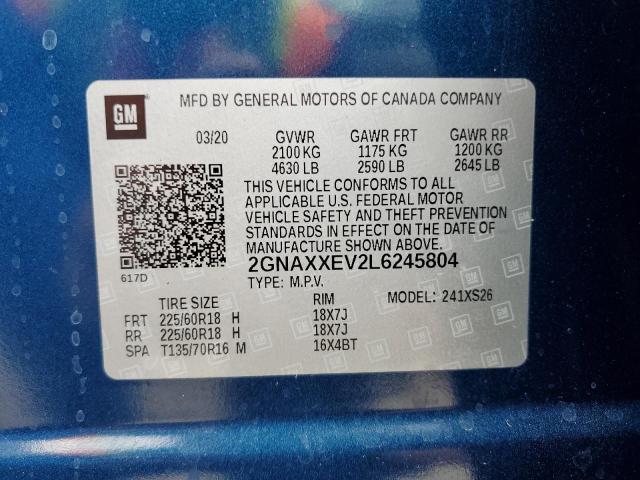 GM
MFD BY GENERAL MOTORS OF CANADA COMPANY
03/20 GVWR GAWR FRT GAWR RR
2100 KG 1175 KG 1200 KG
4630 LB 2590 LB 2645 LB
THIS VEHICLE CONFORMS TO ALL
APPLICABLE U.S. FEDERAL MOTOR
VEHICLE SAFETY AND THEFT PREVENTION
STANDARDS IN EFFECT ON THE DATE
OF MANUFACTURE SHOWN ABOVE.
617D
2GNAXXEV2L6245804
TYPE: M.P.V. MODEL: 241XS26
TIRE SIZE RIM
FRT 225/60R18 H 18X7J
RR 225/60R18 H 18X7J
SPA T135/70R16 M 16X4BT